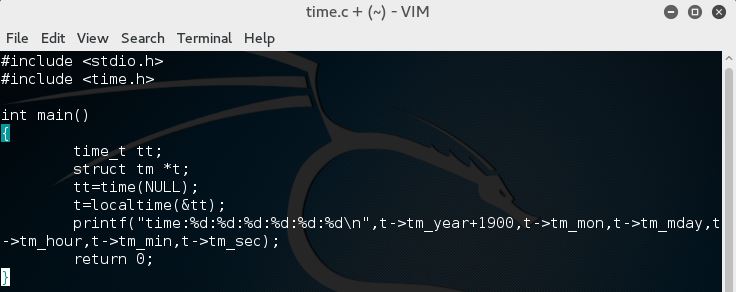 time.c + (~) - VIM
File Edit View Search Terminal Help
#include <stdio.h>
#include <time.h>
int main()
{
        time_t tt;
        struct tm *t;
        tt=time(NULL);
        t=localtime(&tt);
        printf("time:%d:%d:%d:%d:%d:%d\n",t->tm_year+1900,t->tm_mon,t->tm_mday,t
->tm_hour,t->tm_min,t->tm_sec);
        return 0;
}